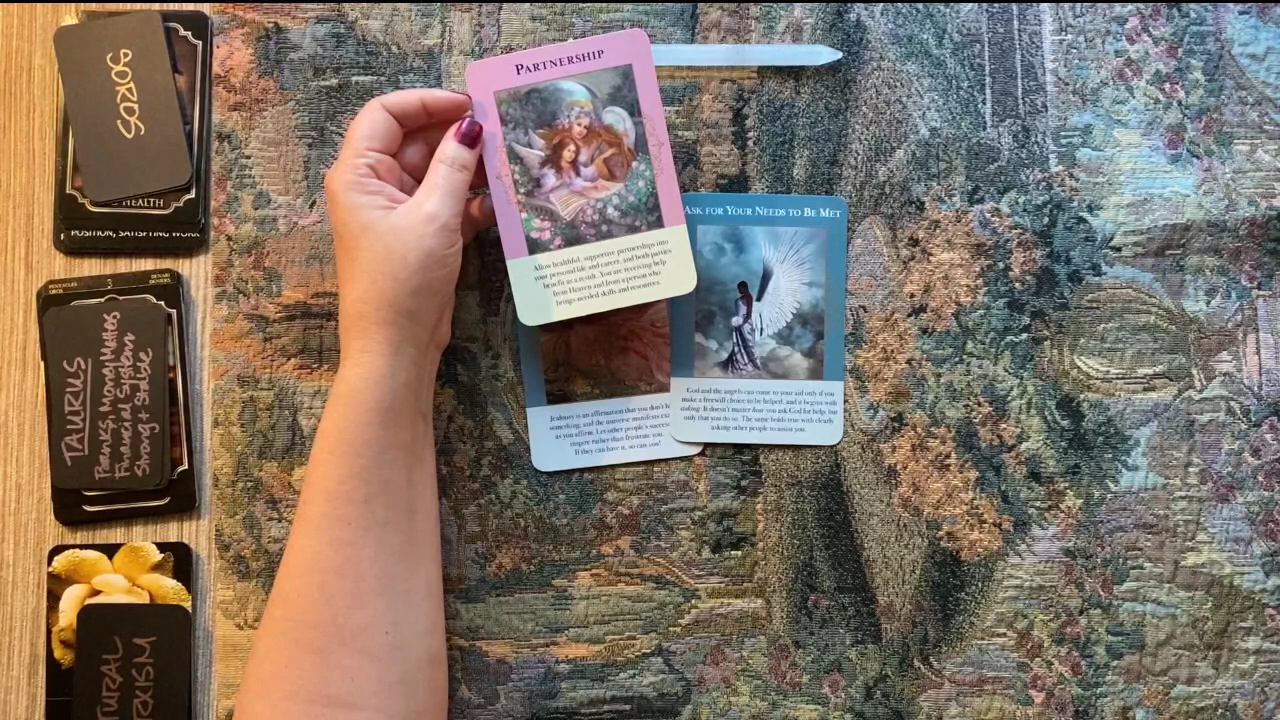 SOROS
HEALTH
POSITION, SATISFYING WORK
PENTACLES
OROS
3
DENARI
DENIERS
TAURUS
Banks, Money, Metals
Financial System
Strong + Stable
TURAL
RXISM
PARTNERSHIP
Allow healthful, supportive partnerships into
your personal life and career, and both parties
benefit as a result. You are receiving help
from Heaven and from a person who
brings needed skills and resources.
ASK FOR YOUR NEEDS TO BE MET
God and the angels can come to your aid only if you
make a freewill choice to be helped, and it begins with
asking. It doesn't matter how you ask God for help, but
only that you do so. The same holds true with clearly
asking other people to assist you.
Jealousy is an affirmation that you don't h
something, and the universe manifests exa
as you affirm. Let other people's success
inspire rather than frustrate you.
If they can have it, so can you!